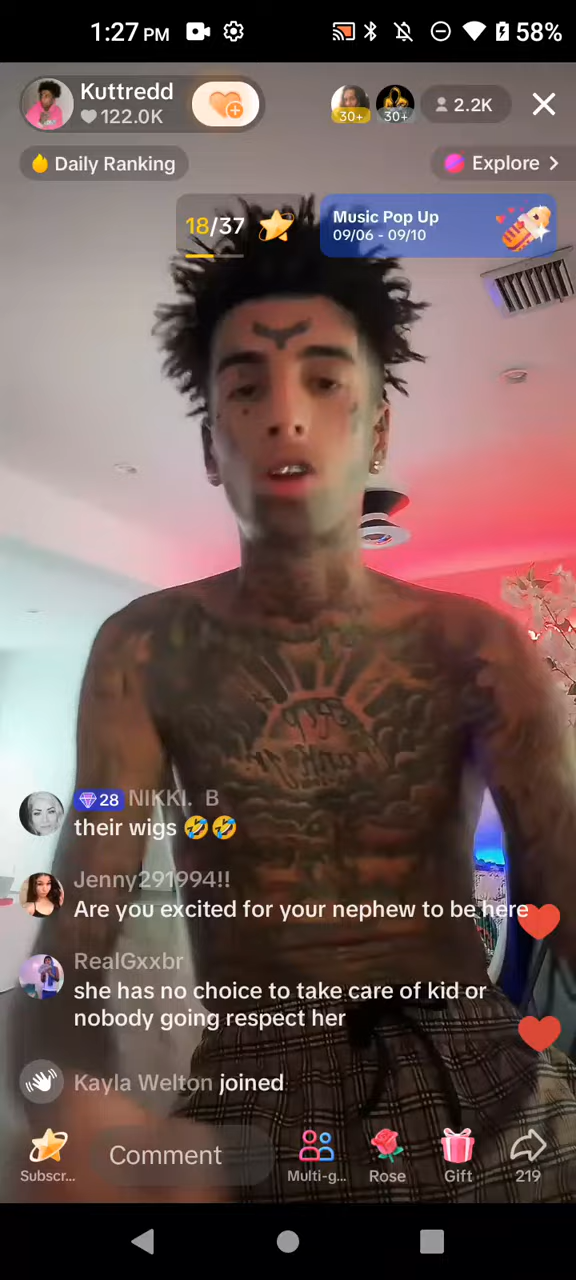 1:27 PM 58%
Kuttredd
122.0K
30+ 30+ 2.2K
Daily Ranking
Explore >
18/37
Music Pop Up
09/06 - 09/10
28 NIKKI. B
their wigs 🤣🤣
Jenny291994!!
Are you excited for your nephew to be here
RealGxxbr
she has no choice to take care of kid or
nobody going respect her
Kayla Welton joined
Comment
Subscr... Multi-g... Rose Gift 219